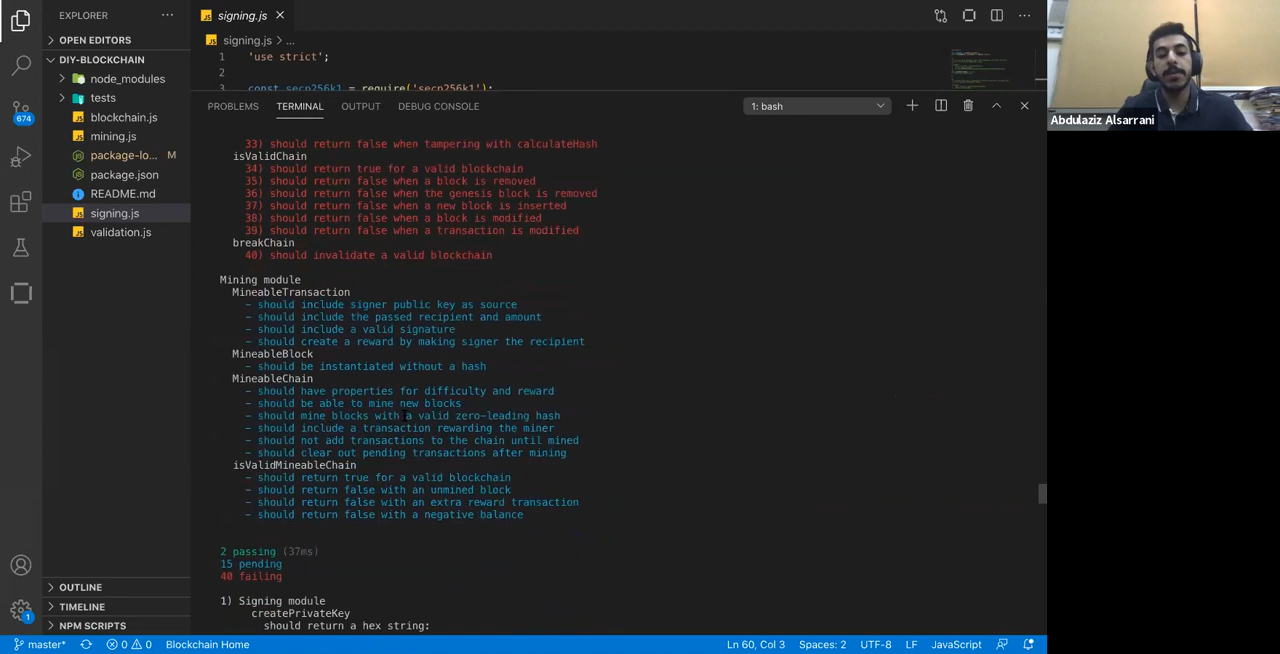 EXPLORER
OPEN EDITORS
DIY-BLOCKCHAIN
node_modules
tests
blockchain.js
mining.js
package-lo... M
package.json
README.md
signing.js
validation.js
674
1
OUTLINE
TIMELINE
NPM SCRIPTS
JS signing.js
JS signing.js > ...
1 'use strict';
2
3 const secp256k1 = require('secp256k1');
PROBLEMS TERMINAL OUTPUT DEBUG CONSOLE 1: bash
33) should return false when tampering with calculateHash
isValidChain
34) should return true for a valid blockchain
35) should return false when a block is removed
36) should return false when the genesis block is removed
37) should return false when a new block is inserted
38) should return false when a block is modified
39) should return false when a transaction is modified
breakChain
40) should invalidate a valid blockchain
Mining module
MineableTransaction
- should include signer public key as source
- should include the passed recipient and amount
- should include a valid signature
- should create a reward by making signer the recipient
MineableBlock
- should be instantiated without a hash
MineableChain
- should have properties for difficulty and reward
- should be able to mine new blocks
- should mine blocks with a valid zero-leading hash
- should include a transaction rewarding the miner
- should not add transactions to the chain until mined
- should clear out pending transactions after mining
isValidMineableChain
- should return true for a valid blockchain
- should return false with an unmined block
- should return false with an extra reward transaction
- should return false with a negative balance
2 passing (37ms)
15 pending
40 failing
1) Signing module
createPrivateKey
should return a hex string:
master* 0 0 Blockchain Home Ln 60, Col 3 Spaces: 2 UTF-8 LF JavaScript
Abdulaziz Alsarrani